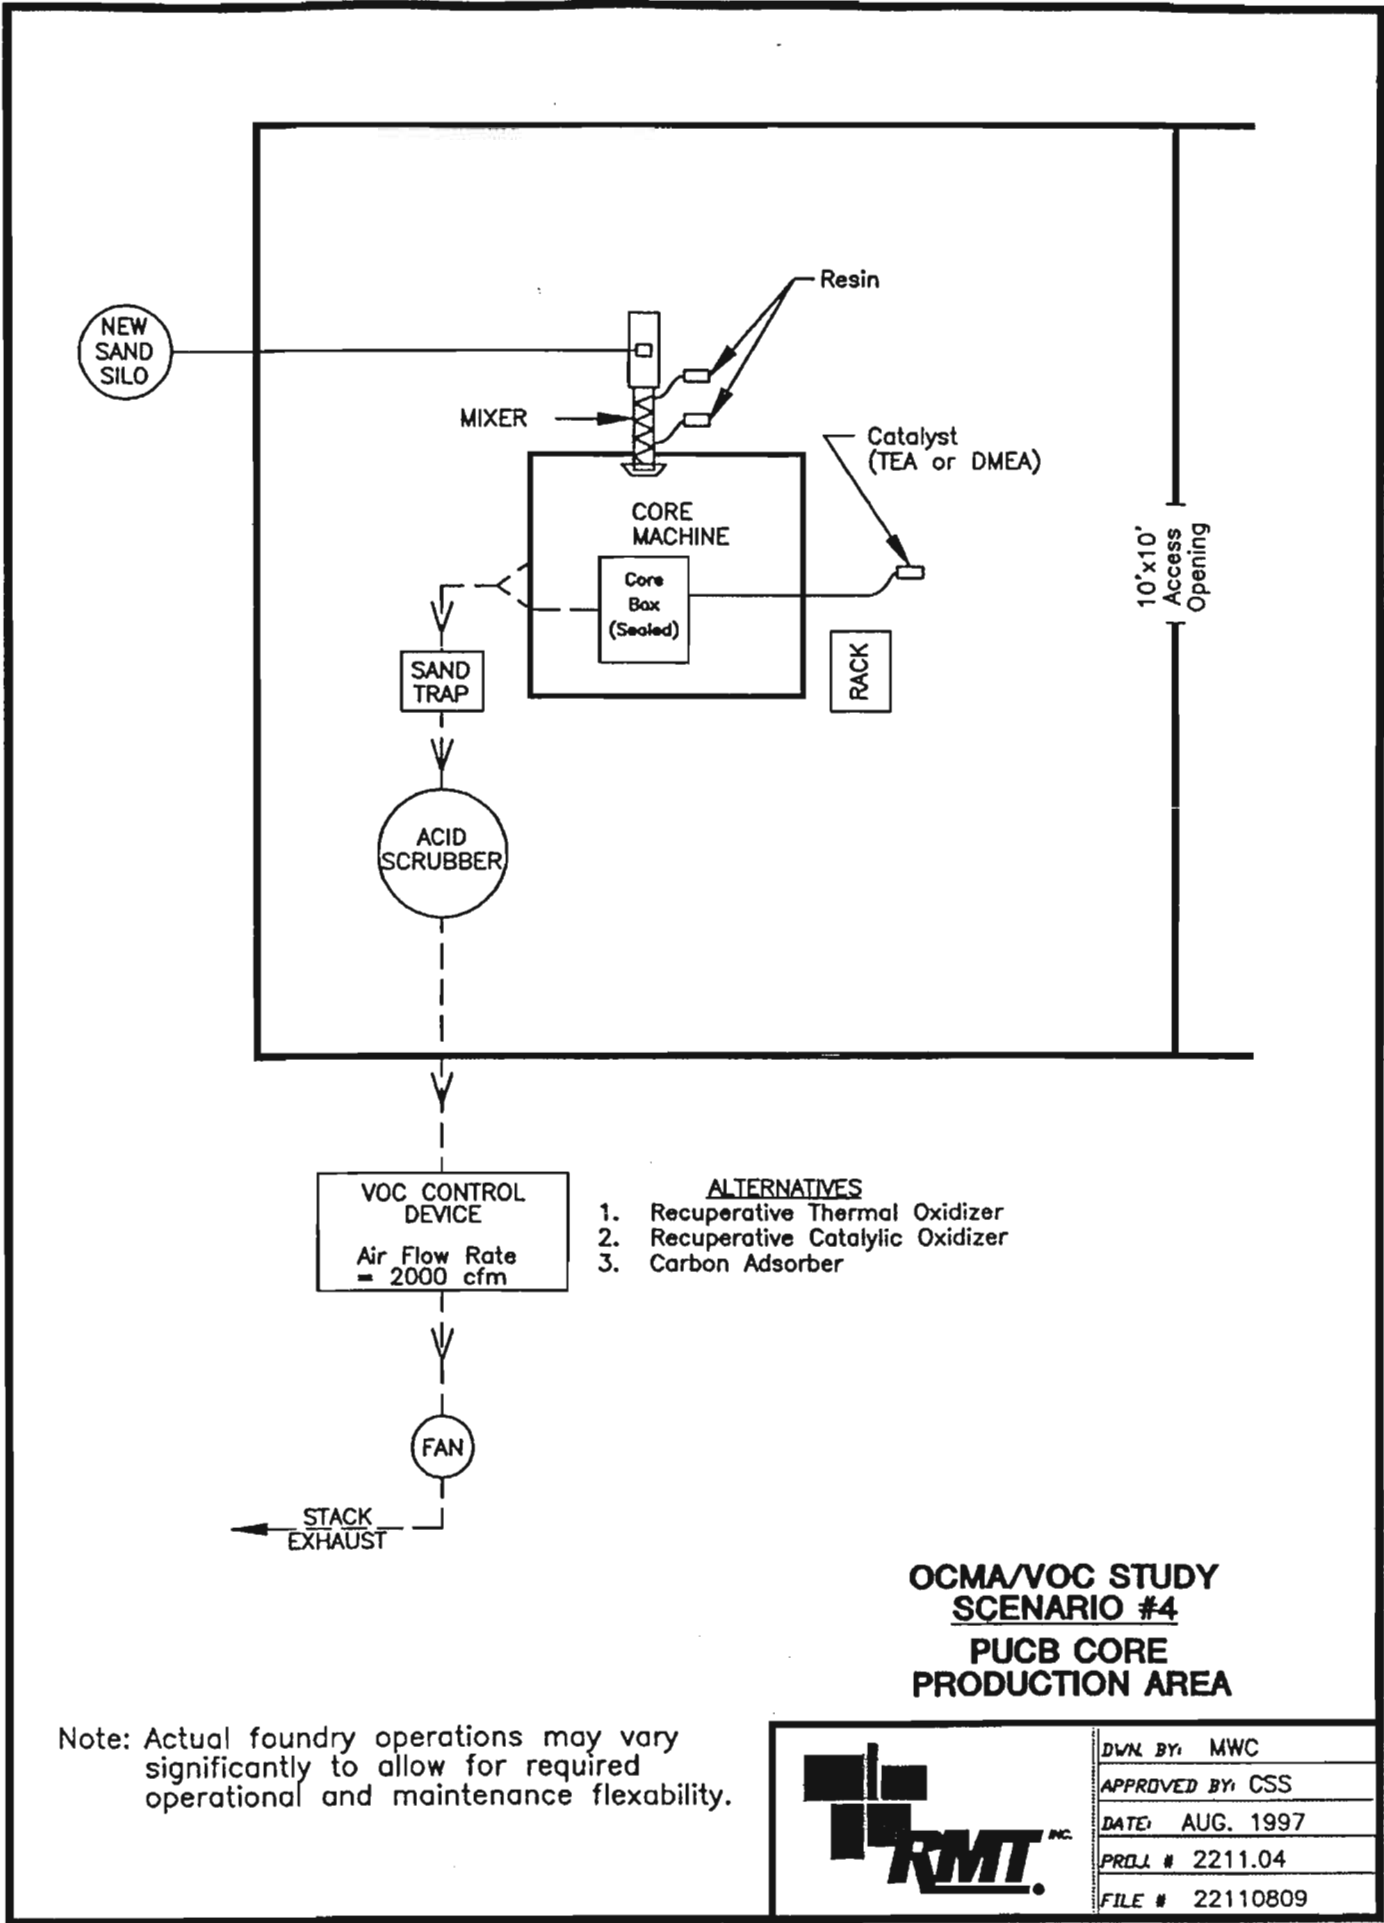 Resin
NEW
SAND
SILO
MIXER
Catalyst
(TEA or DMEA)
CORE
MACHINE
10'x10'
Access
Opening
Core
Box
(Sealed)
RACK
SAND
TRAP
ACID
SCRUBBER
VOC CONTROL
DEVICE
Air Flow Rate
= 2000 cfm
ALTERNATIVES
1. Recuperative Thermal Oxidizer
2. Recuperative Catalylic Oxidizer
3. Carbon Adsorber
FAN
STACK
EXHAUST
OCMA/VOC STUDY
SCENARIO #4
PUCB CORE
PRODUCTION AREA
Note: Actual foundry operations may vary
significantly to allow for required
operational and maintenance flexability.
RMT INC.
DWN. BY: MWC
APPROVED BY: CSS
DATE: AUG. 1997
PROJ. # 2211.04
FILE # 22110809